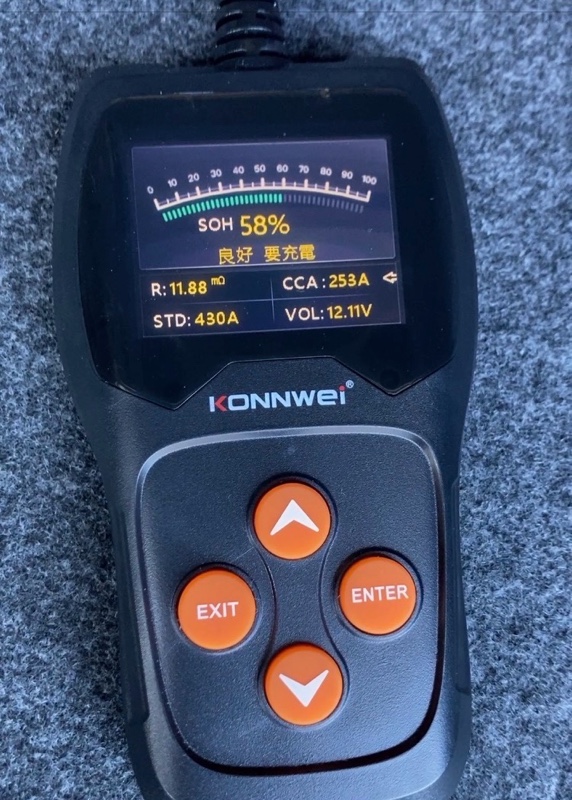 0 10 20 30 40 50 60 70 80 90 100
SOH 58%
良好 要充電
R: 11.88 mΩ CCA: 253A
STD: 430A VOL: 12.11V
KONNWEI®
EXIT ENTER